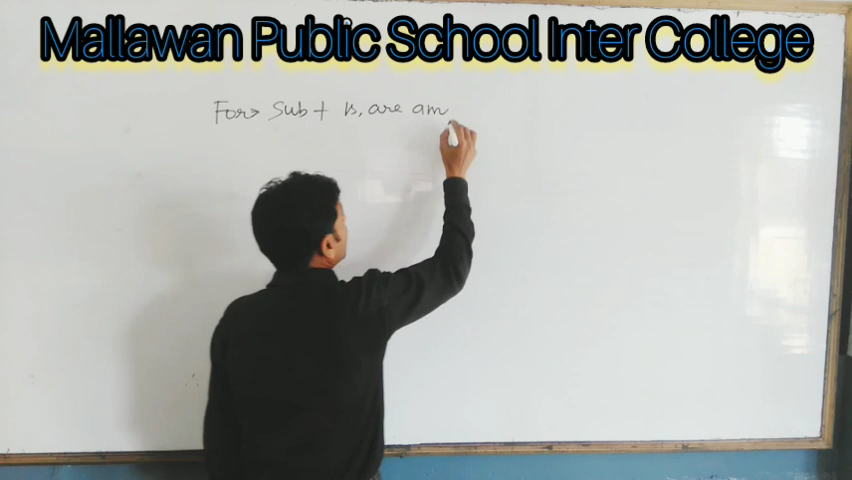 Mallawan Public School Inter College
For→ Sub + is, are am